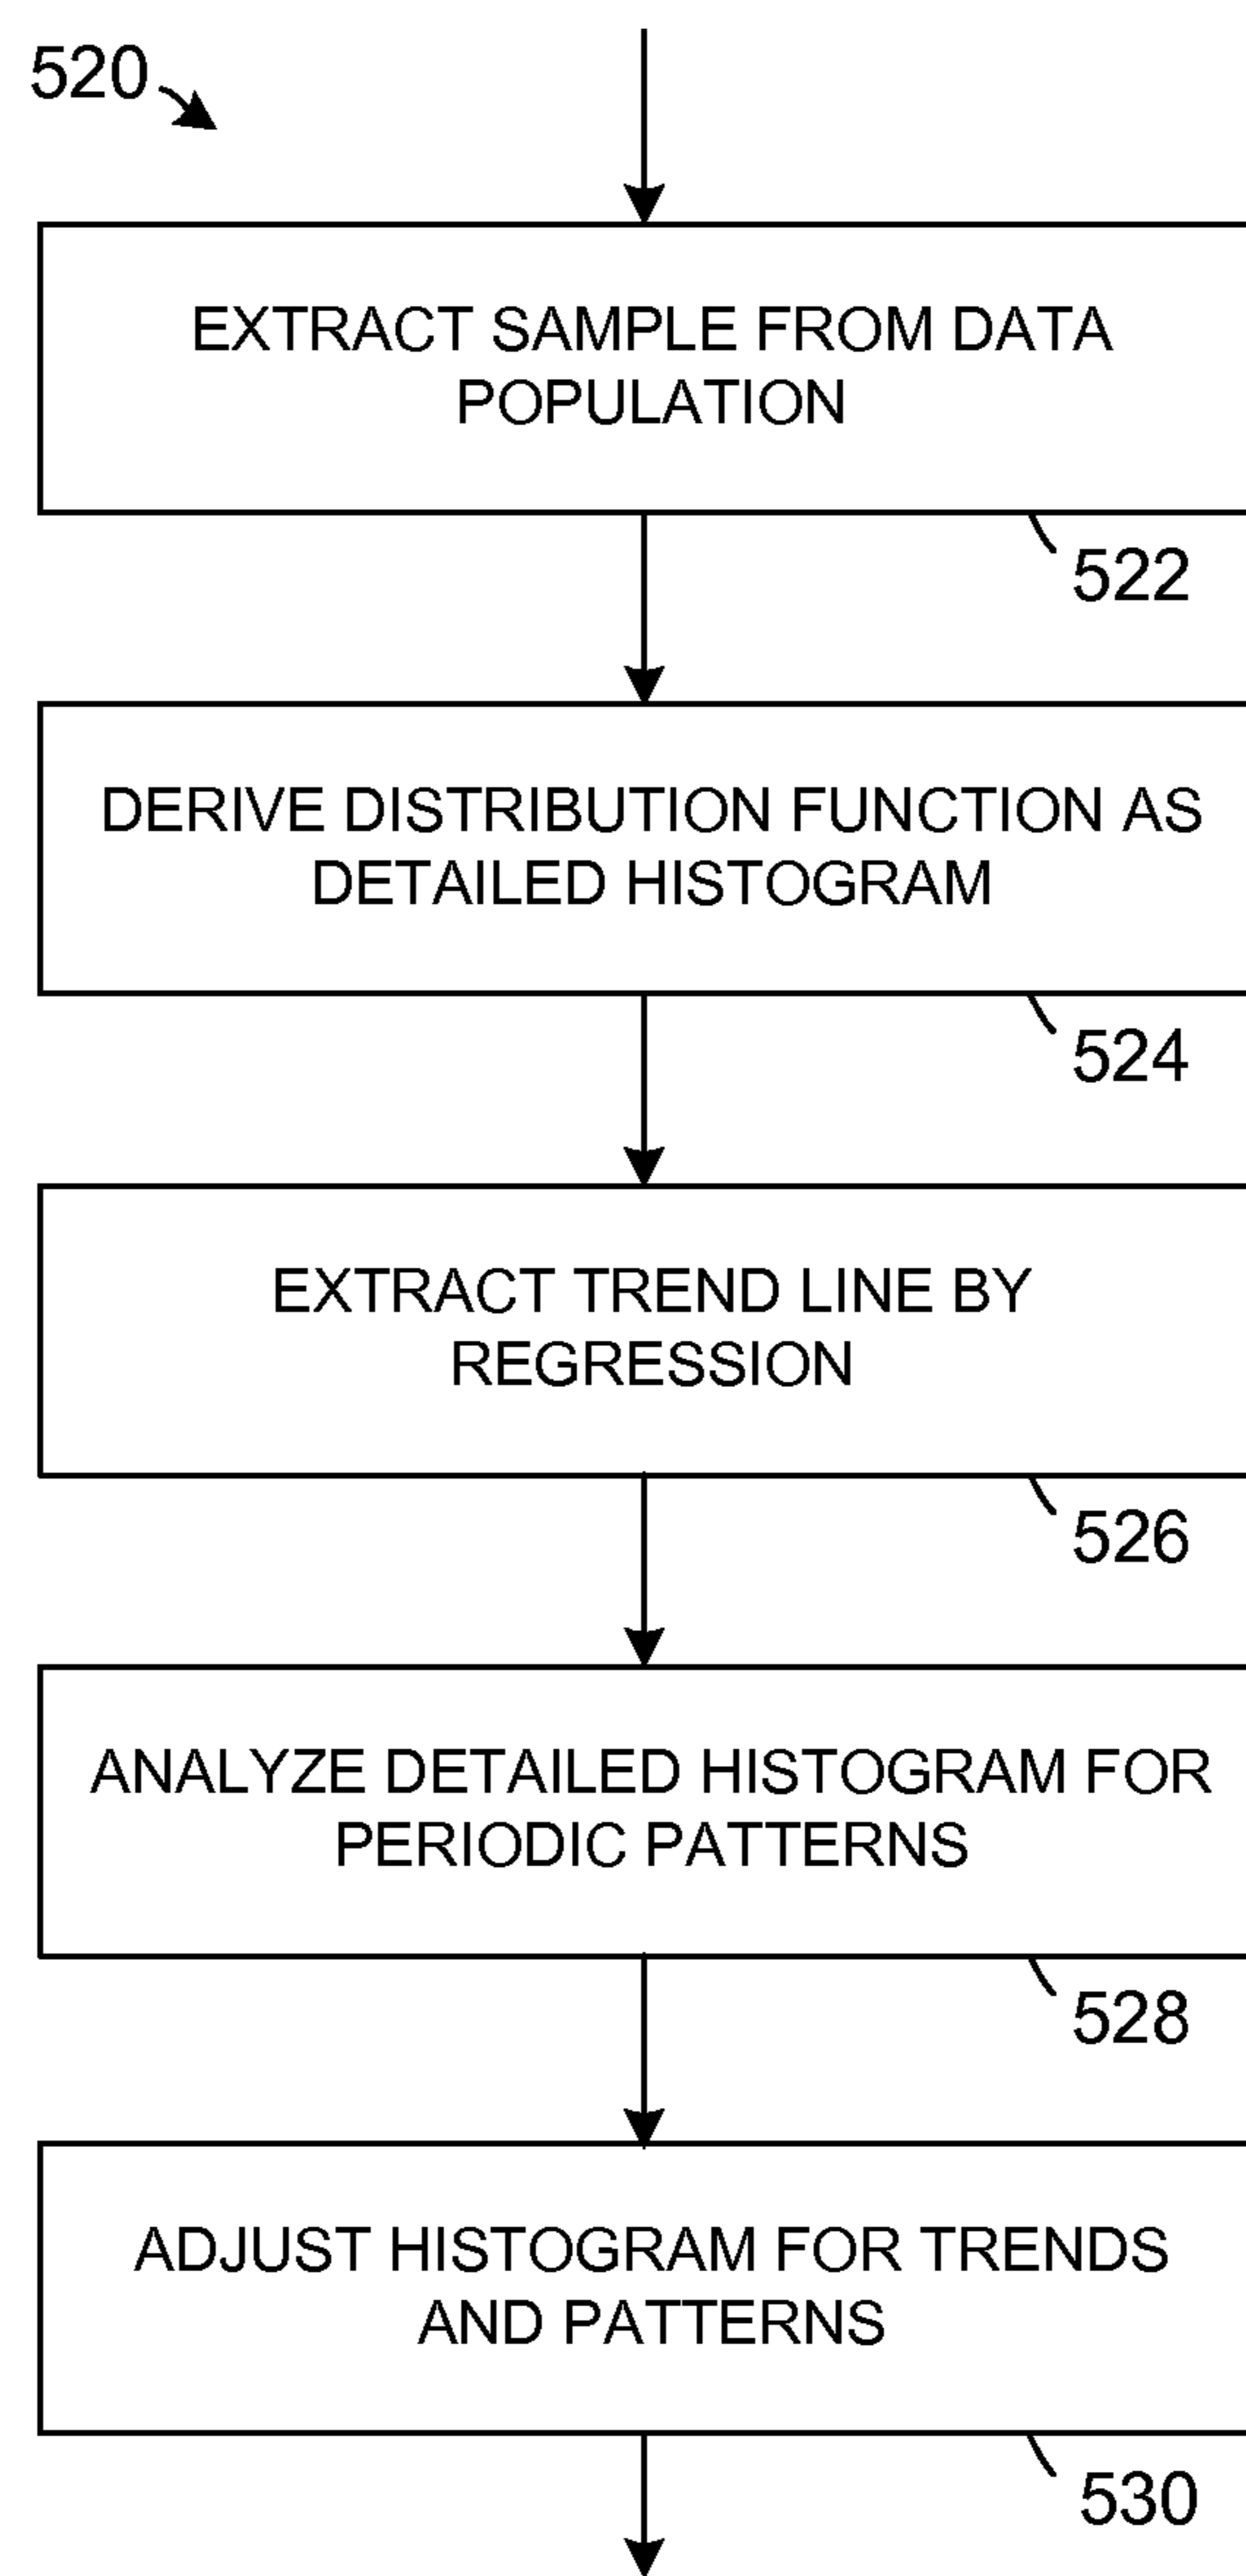 520
EXTRACT SAMPLE FROM DATA
POPULATION
522
DERIVE DISTRIBUTION FUNCTION AS
DETAILED HISTOGRAM
524
EXTRACT TREND LINE BY
REGRESSION
526
ANALYZE DETAILED HISTOGRAM FOR
PERIODIC PATTERNS
528
ADJUST HISTOGRAM FOR TRENDS
AND PATTERNS
530